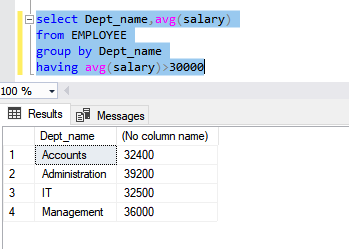 select Dept_name,avg(salary)
from EMPLOYEE
group by Dept_name
having avg(salary)>30000
100 %
Results Messages
Dept_name (No column name)
1 Accounts 32400
2 Administration 39200
3 IT 32500
4 Management 36000